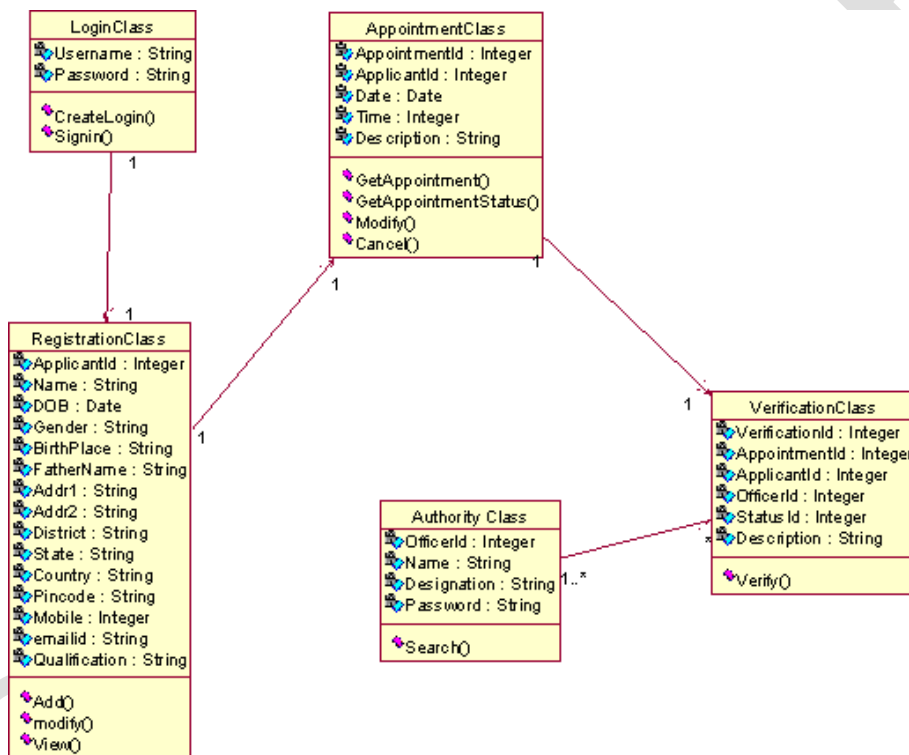 LoginClass
Username : String
Password : String
CreateLogin()
Signin()
1
1
AppointmentClass
AppointmentId : Integer
ApplicantId : Integer
Date : Date
Time : Integer
Description : String
GetAppointment()
GetAppointmentStatus()
Modify()
Cancel()
1
1
RegistrationClass
ApplicantId : Integer
Name : String
DOB : Date
Gender : String
BirthPlace : String
FatherName : String
Addr1 : String
Addr2 : String
District : String
State : String
Country : String
Pincode : String
Mobile : Integer
emailid : String
Qualification : String
Add()
modify()
View()
1
1
VerificationClass
VerificationId : Integer
AppointmentId : Integer
ApplicantId : Integer
OfficerId : Integer
StatusId : Integer
Description : String
Verify()
*
Authority Class
OfficerId : Integer
Name : String
Designation : String
Password : String
Search()
1..*